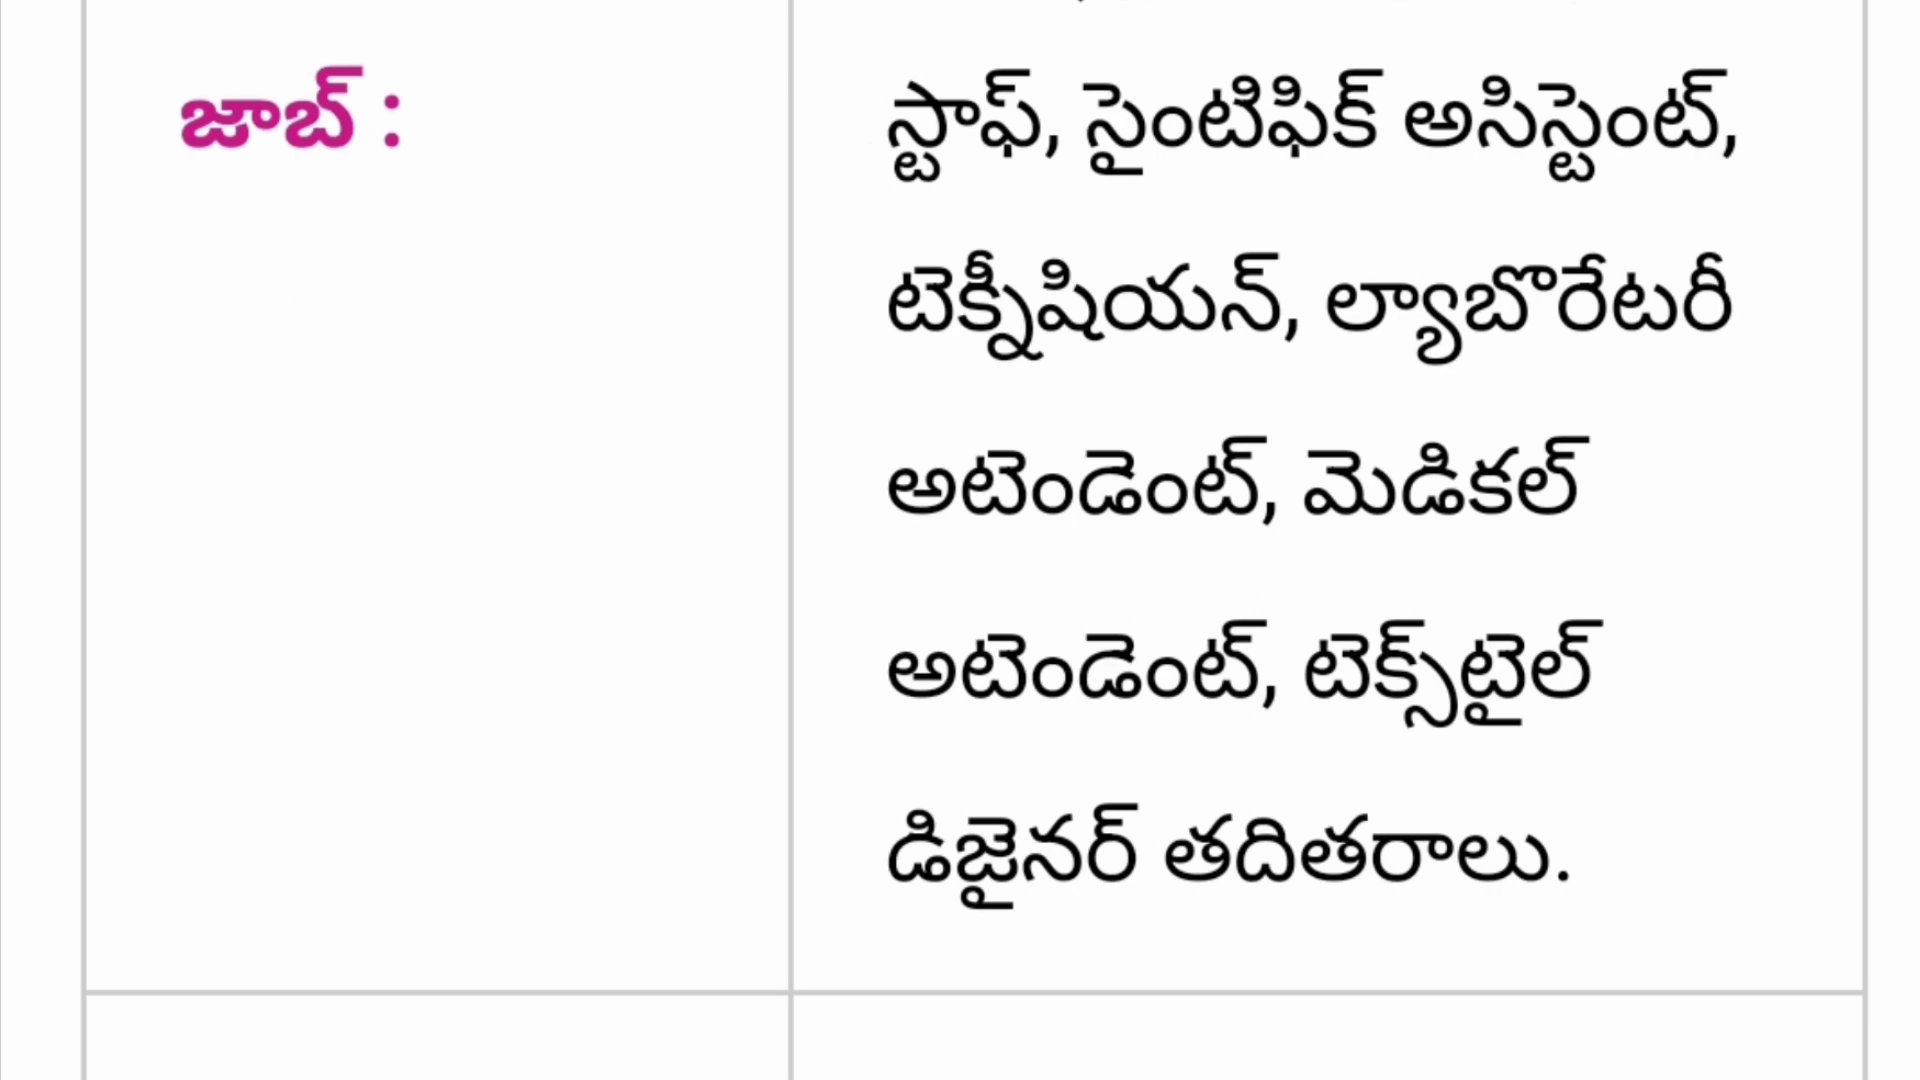 జాబ్ :
స్టాఫ్, సైంటిఫిక్ అసిస్టెంట్,
టెక్నీషియన్, ల్యాబొరేటరీ
అటెండెంట్, మెడికల్
అటెండెంట్, టెక్స్‌టైల్
డిజైనర్ తదితరాలు.